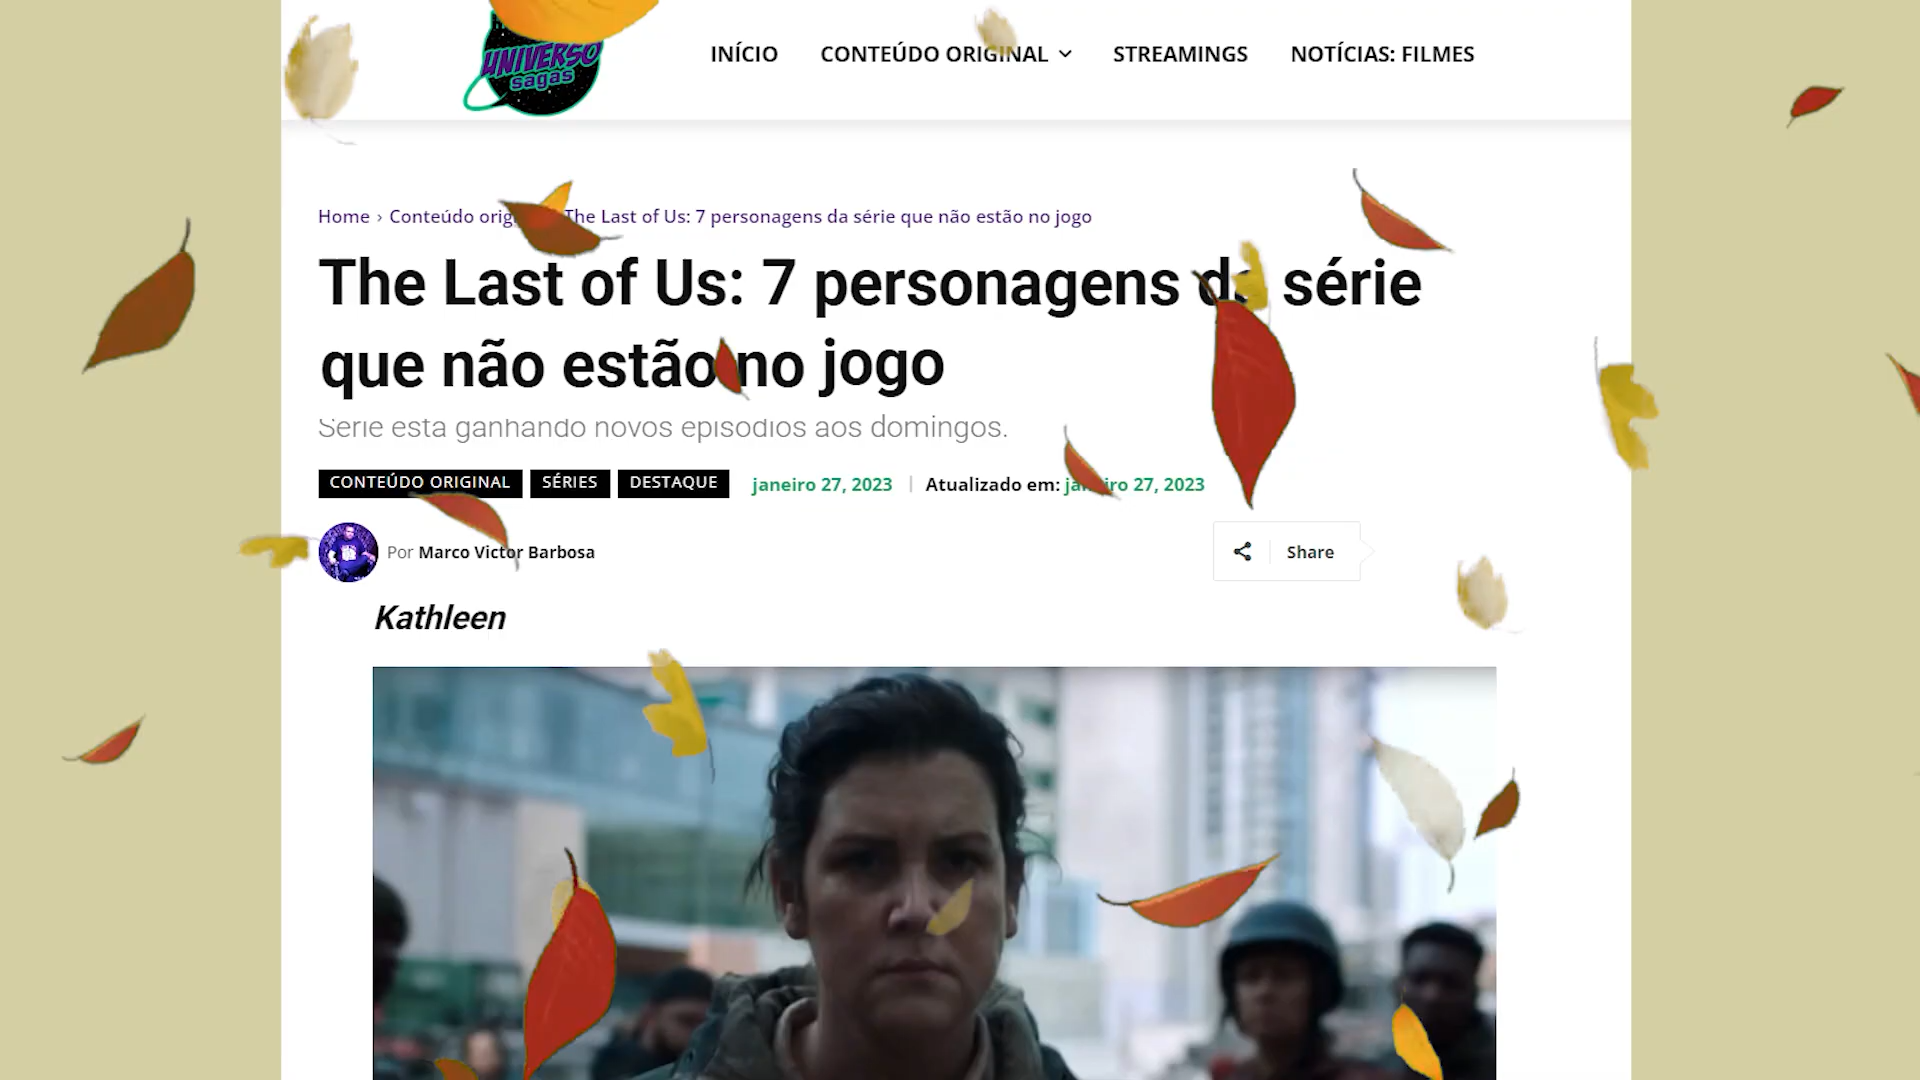 UNIVERSO
sagas
INÍCIO CONTEÚDO ORIGINAL STREAMINGS NOTÍCIAS: FILMES
Home › Conteúdo The Last of Us: 7 personagens da série que não estão no jogo
The Last of Us: 7 personagens da série
que não estão no jogo
Série está ganhando novos episódios aos domingos.
CONTEÚDO ORIGINAL SÉRIES DESTAQUE janeiro 27, 2023 Atualizado em: janeiro 27, 2023
Por Marco Victor Barbosa
Share
Kathleen